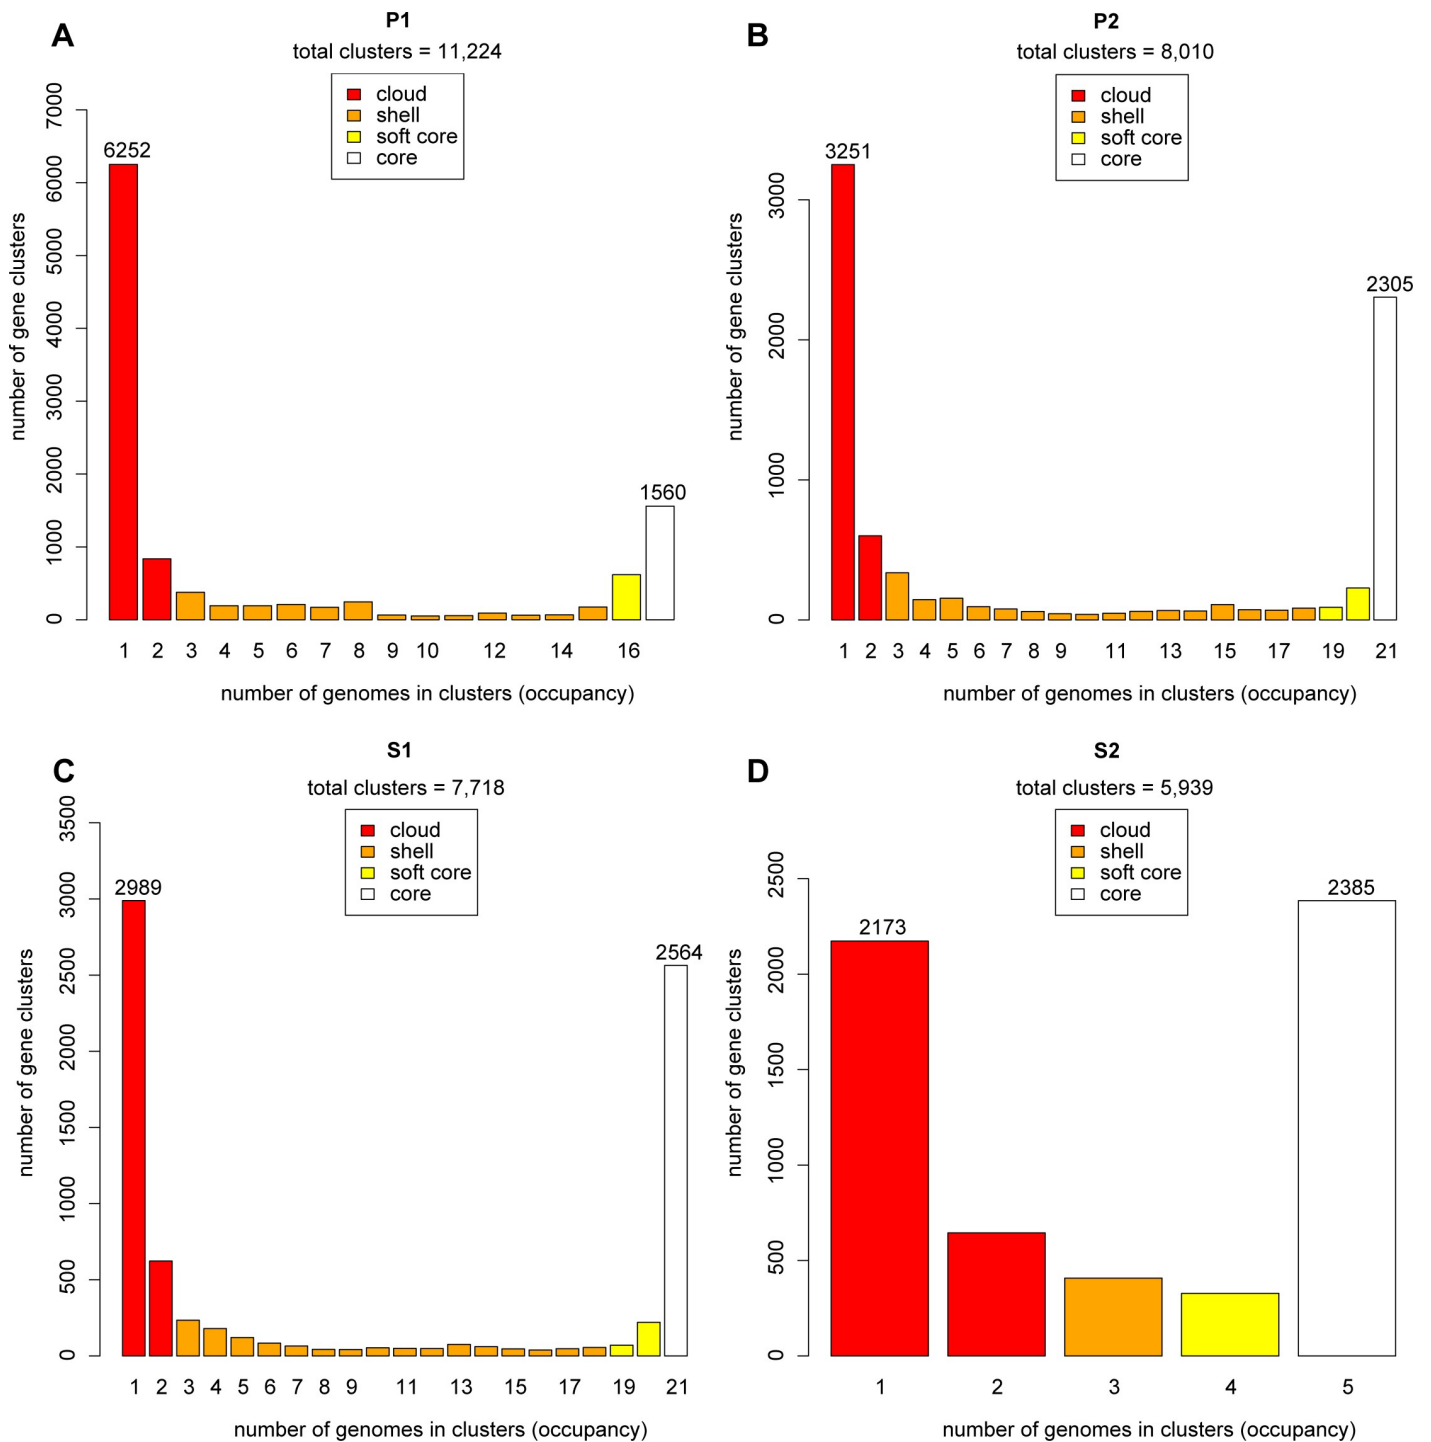 A
P1
total clusters = 11,224
cloud
shell
soft core
core
number of gene clusters
0
1000
2000
3000
4000
5000
6000
7000
6252
1560
1 2 3 4 5 6 7 8 9 10 12 14 16
number of genomes in clusters (occupancy)
B
P2
total clusters = 8,010
cloud
shell
soft core
core
number of gene clusters
0
1000
2000
3000
3251
2305
1 2 3 4 5 6 7 8 9 11 13 15 17 19 21
number of genomes in clusters (occupancy)
C
S1
total clusters = 7,718
cloud
shell
soft core
core
number of gene clusters
0
500
1000
1500
2000
2500
3000
3500
2989
2564
1 2 3 4 5 6 7 8 9 11 13 15 17 19 21
number of genomes in clusters (occupancy)
D
S2
total clusters = 5,939
cloud
shell
soft core
core
number of gene clusters
0
500
1000
1500
2000
2500
2173
2385
1 2 3 4 5
number of genomes in clusters (occupancy)